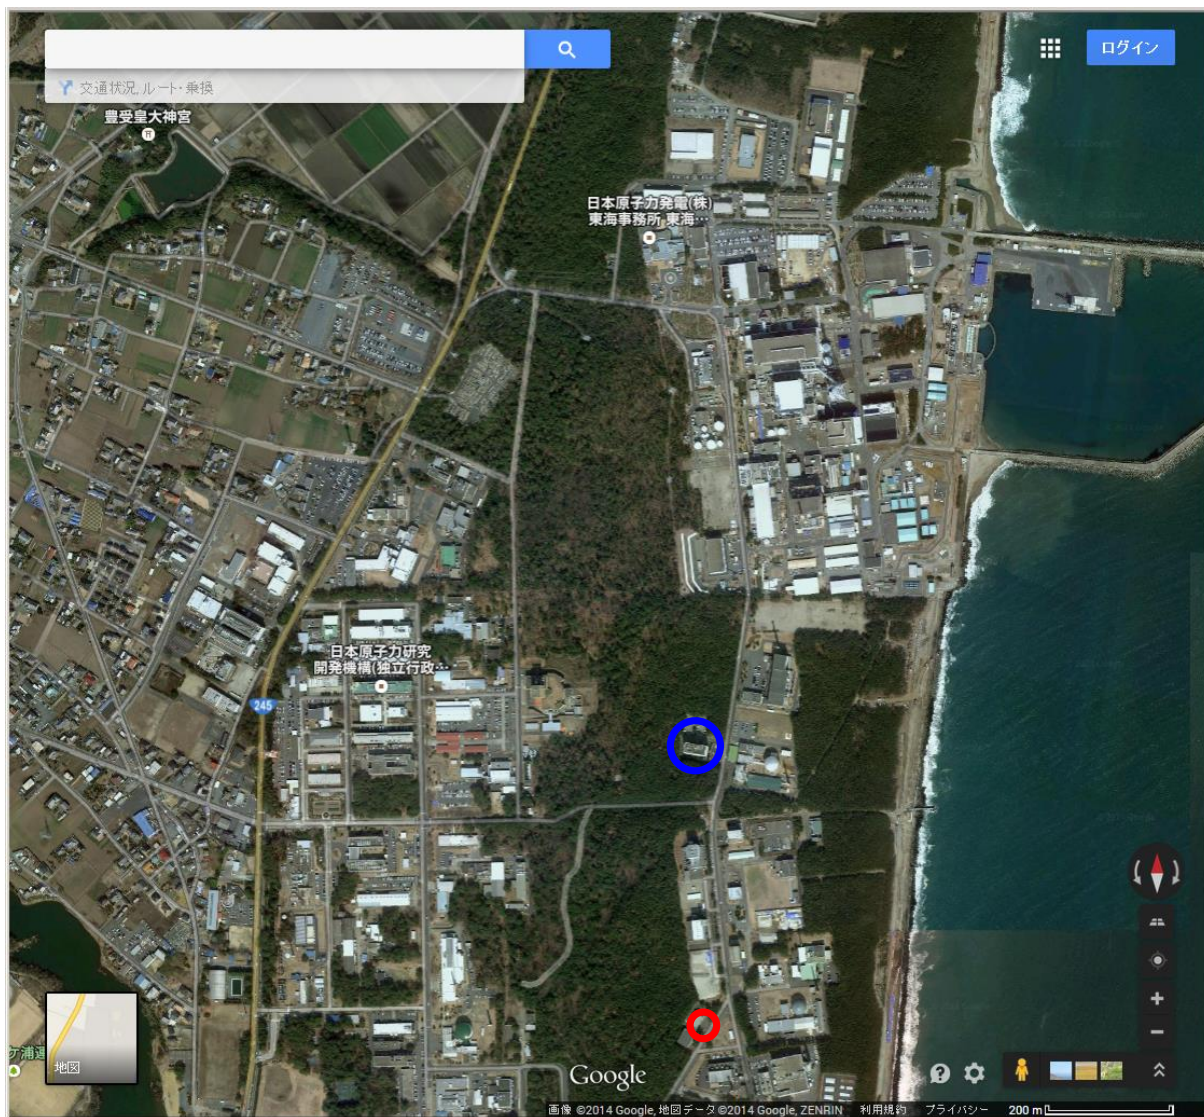 ログイン
交通状況, ルート・乗換
豊受皇大神宮
日本原子力発電(株)
東海事務所 東海…
日本原子力研究
開発機構(独立行政…
245
地図
Google
画像 ©2014 Google, 地図データ ©2014 Google, ZENRIN 利用規約 プライバシー 200 m